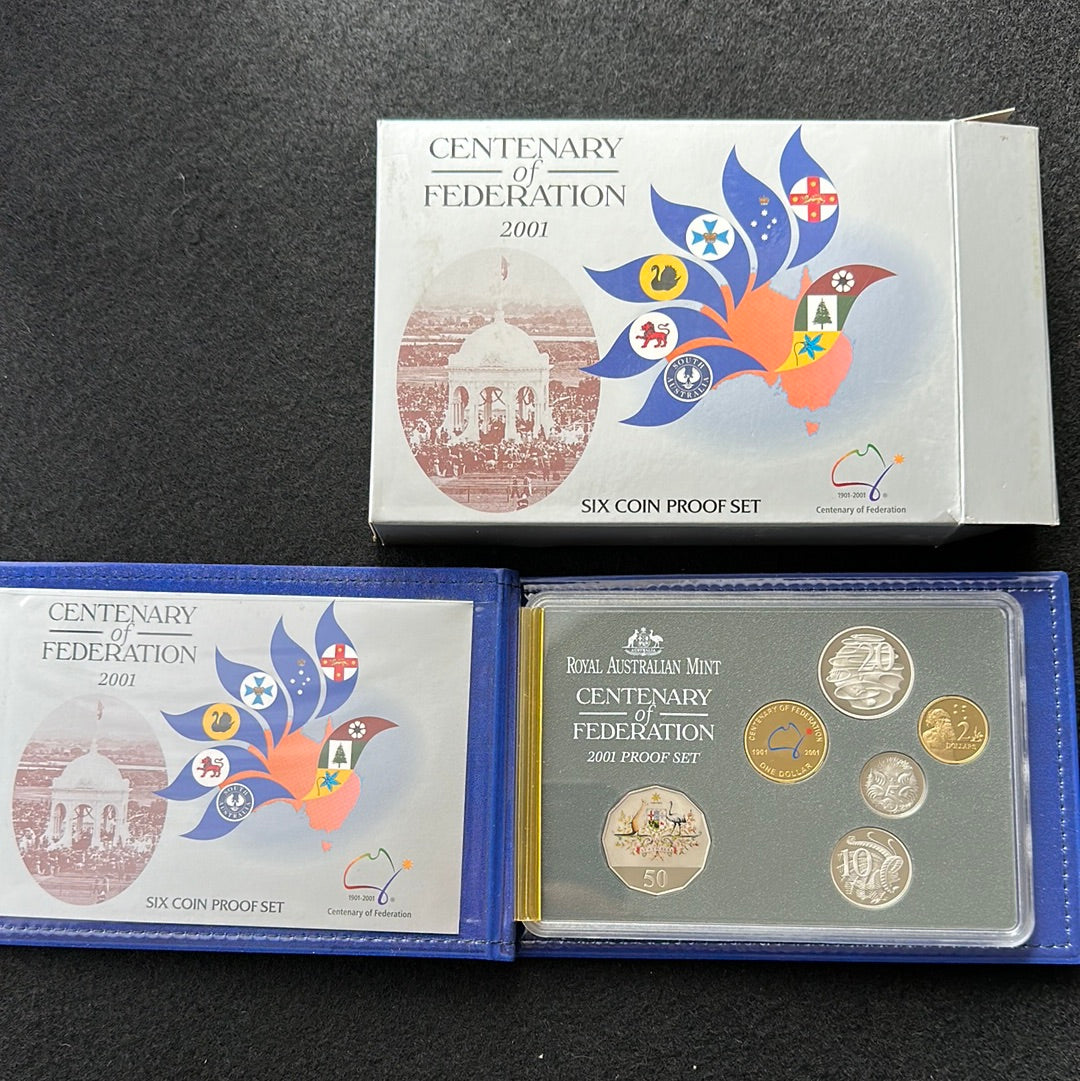 CENTENARY
of
FEDERATION
2001
SOUTH
AUSTRALIA
1901-2001
Centenary of Federation
SIX COIN PROOF SET
CENTENARY
of
FEDERATION
2001
SOUTH
AUSTRALIA
1901-2001
Centenary of Federation
SIX COIN PROOF SET
ROYAL AUSTRALIAN MINT
CENTENARY
of
FEDERATION
2001 PROOF SET
20
CENTENARY OF FEDERATION
1901 2001
ONE DOLLAR
2
DOLLARS
10
AUSTRALIA
50